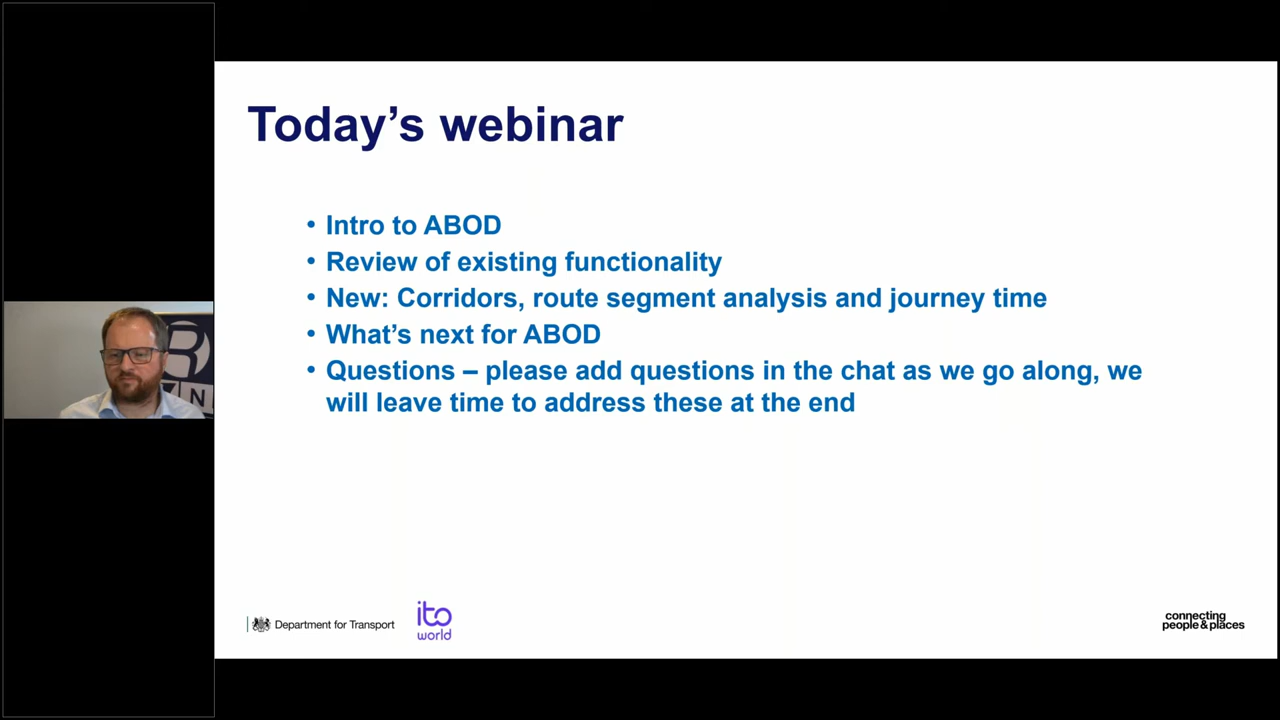 Today’s webinar
• Intro to ABOD
• Review of existing functionality
• New: Corridors, route segment analysis and journey time
• What’s next for ABOD
• Questions – please add questions in the chat as we go along, we
will leave time to address these at the end
Department for Transport
ito
world
connecting
people&places